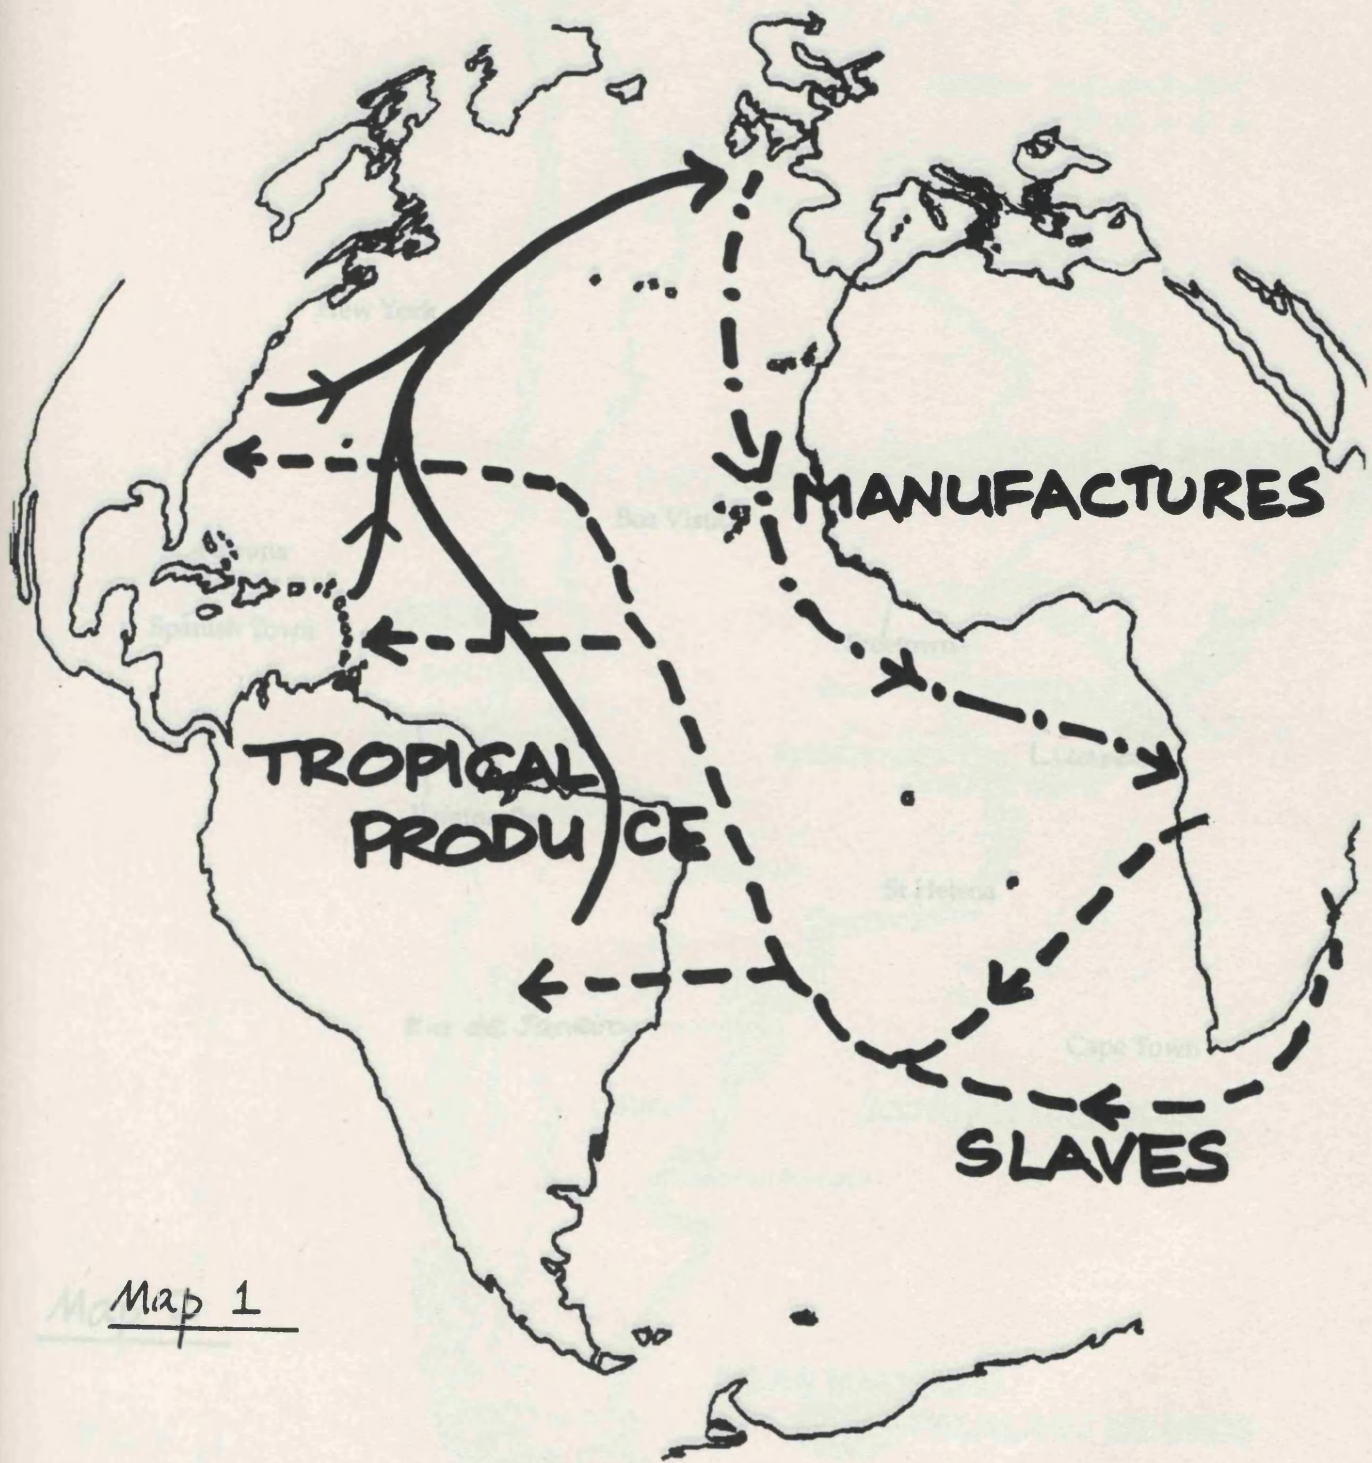 New York
MANUFACTURES
Boa Vista
Spanish Town
Freetown
TROPICAL
PRODUCE
St Helena
Rio de Janeiro
Cape Town
SLAVES
Map 1